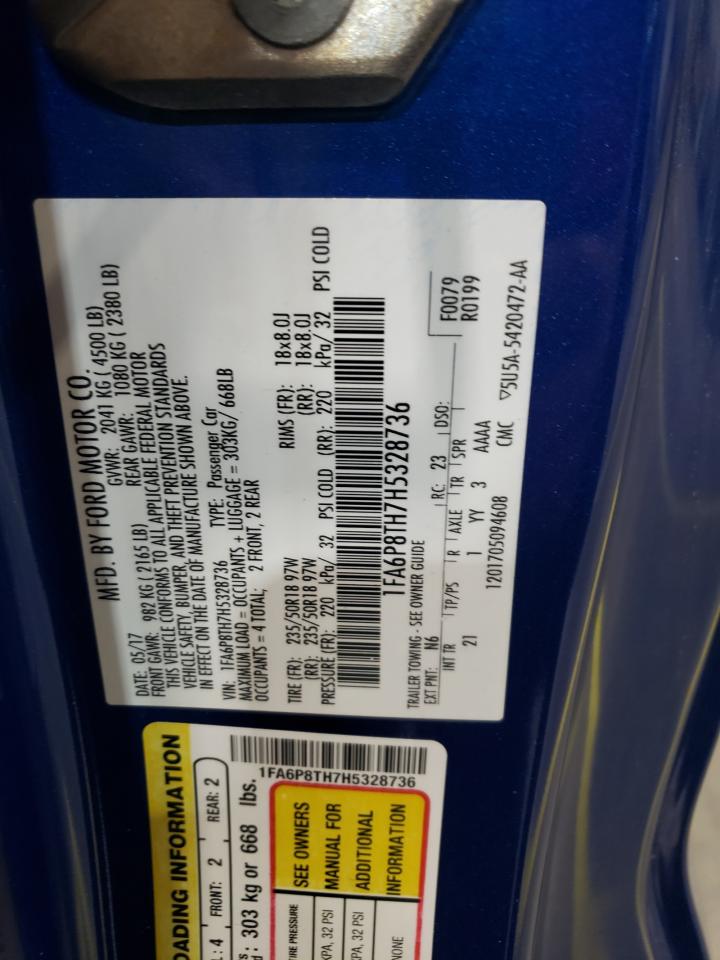 MFD. BY FORD MOTOR CO.
DATE: 05/17 GVWR: 2041 KG ( 4500 LB)
FRONT GAWR: 982 KG ( 2165 LB) REAR GAWR: 1080 KG ( 2380 LB)
THIS VEHICLE CONFORMS TO ALL APPLICABLE FEDERAL MOTOR
VEHICLE SAFETY, BUMPER, AND THEFT PREVENTION STANDARDS
IN EFFECT ON THE DATE OF MANUFACTURE SHOWN ABOVE.
VIN: 1FA6P8TH7H5328736 TYPE: Passenger Car
MAXIMUM LOAD = OCCUPANTS + LUGGAGE = 303KG/ 668LB
OCCUPANTS = 4 TOTAL; 2 FRONT, 2 REAR
TIRE (FR): 235/50R18 97W RIMS (FR): 18x8.0J
(RR): 235/50R18 97W (RR): 18x8.0J
PRESSURE (FR): 220 kPa/ 32 PSI COLD (RR): 220 kPa/ 32 PSI COLD
1FA6P8TH7H5328736
TRAILER TOWING - SEE OWNER GUIDE
F0079
R0199
EXT PNT: N6 RC: 23 DSO:
INT TR TP/PS R AXLE TR SPR
21 1 YY 3 AAAA
1201705094608 CMC ▽5U5A-5420472-AA
OADING INFORMATION
L: 4 FRONT: 2 REAR: 2
: 303 kg or 668 lbs.
1FA6P8TH7H5328736
TIRE PRESSURE
KPA, 32 PSI
KPA, 32 PSI
NONE
SEE OWNERS
MANUAL FOR
ADDITIONAL
INFORMATION